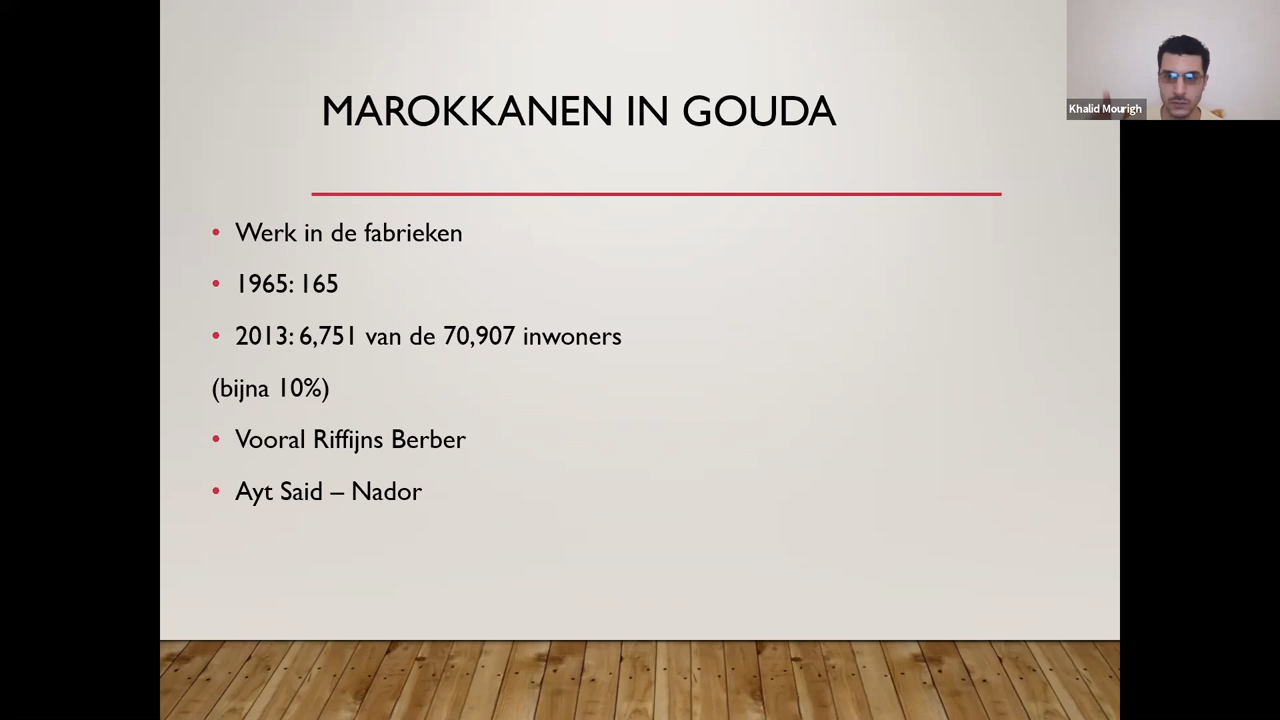 MAROKKANEN IN GOUDA
Khalid Mourigh
• Werk in de fabrieken
• 1965: 165
• 2013: 6,751 van de 70,907 inwoners
(bijna 10%)
• Vooral Riffijns Berber
• Ayt Said – Nador